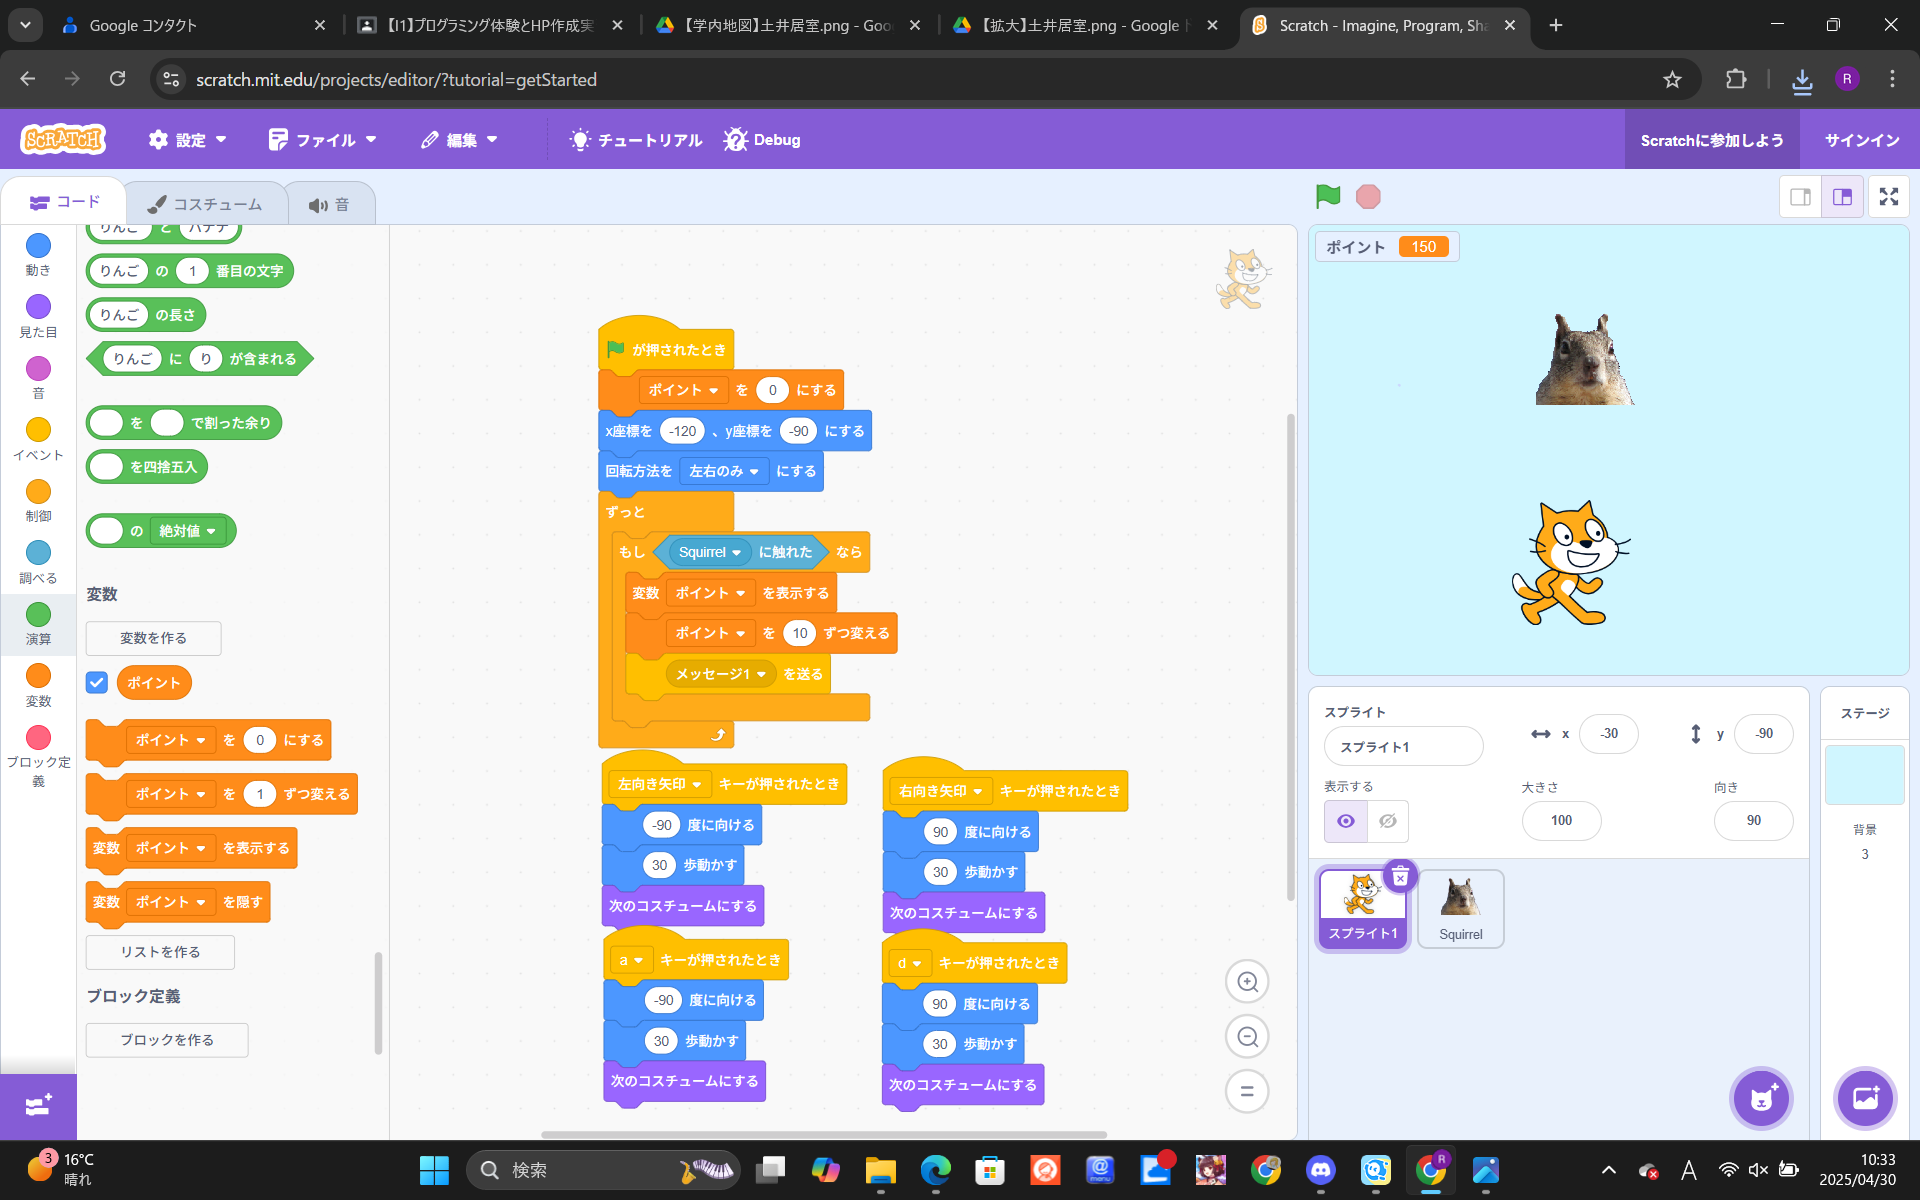 Google コンタクト
【I1】プログラミング体験とHP作成実
【学内地図】土井居室.png - Goo
【拡大】土井居室.png - Google ト
Scratch - Imagine, Program, Sha
scratch.mit.edu/projects/editor/?tutorial=getStarted
R
SCRATCH
設定
ファイル
編集
チュートリアル
Debug
Scratchに参加しよう
サインイン
コード
コスチューム
音
動き
見た目
音
イベント
制御
調べる
演算
変数
ブロック定義
りんご と バナナ
りんご の 1 番目の文字
りんご の長さ
りんご に り が含まれる
を で割った余り
を四捨五入
の 絶対値
変数
変数を作る
ポイント
ポイント を 0 にする
ポイント を 1 ずつ変える
変数 ポイント を表示する
変数 ポイント を隠す
リストを作る
ブロック定義
ブロックを作る
が押されたとき
ポイント を 0 にする
x座標を -120 、y座標を -90 にする
回転方法を 左右のみ にする
ずっと
もし Squirrel に触れた なら
変数 ポイント を表示する
ポイント を 10 ずつ変える
メッセージ1 を送る
左向き矢印 キーが押されたとき
-90 度に向ける
30 歩動かす
次のコスチュームにする
右向き矢印 キーが押されたとき
90 度に向ける
30 歩動かす
次のコスチュームにする
a キーが押されたとき
-90 度に向ける
30 歩動かす
次のコスチュームにする
d キーが押されたとき
90 度に向ける
30 歩動かす
次のコスチュームにする
ポイント 150
スプライト
スプライト1
x -30
y -90
表示する
大きさ
100
向き
90
スプライト1
Squirrel
ステージ
背景
3
3
16°C
晴れ
検索
menu
R
A
10:33
2025/04/30